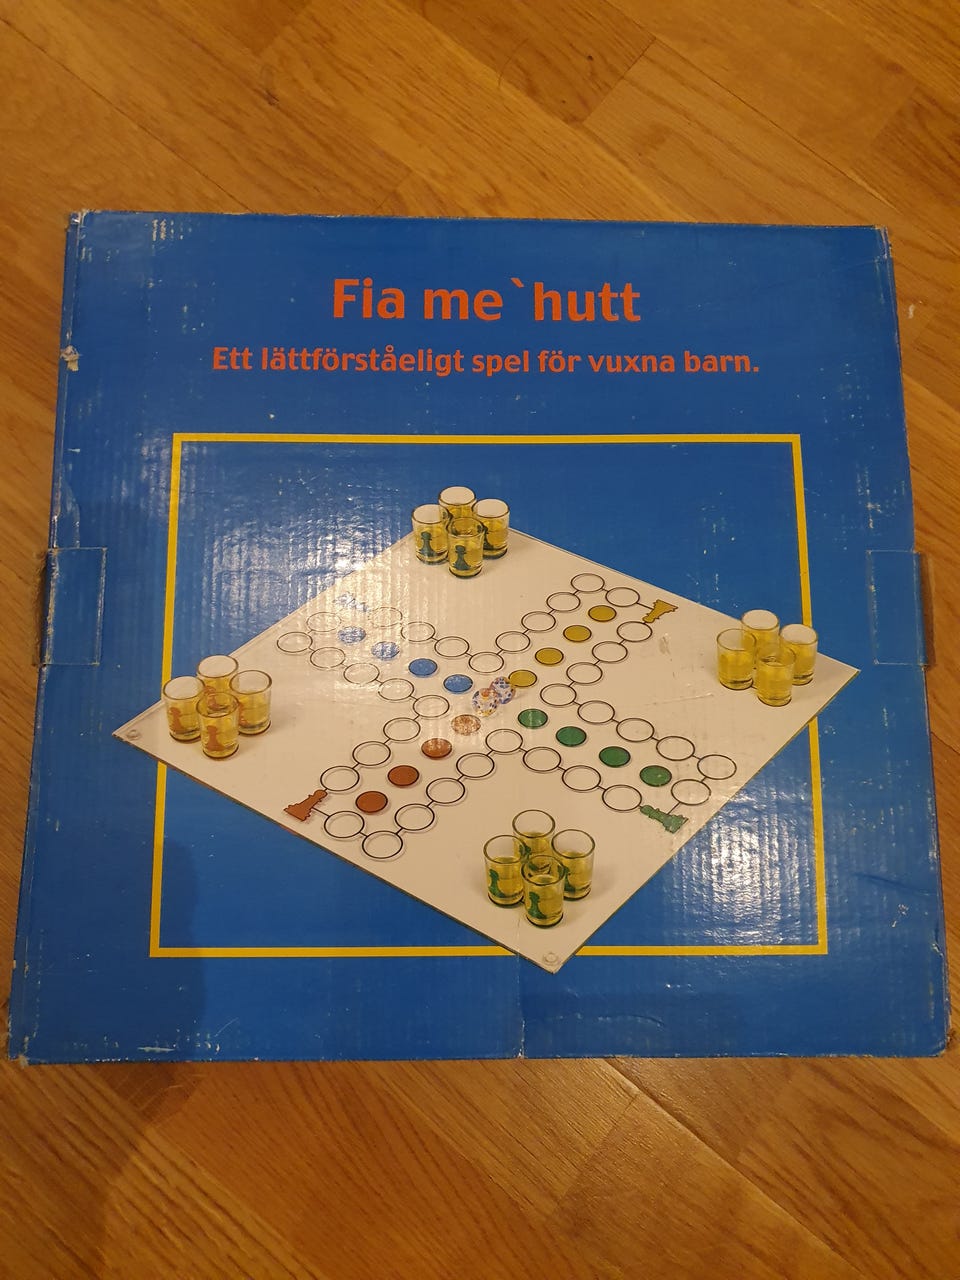 Fia me`hutt
Ett lättförståeligt spel för vuxna barn.